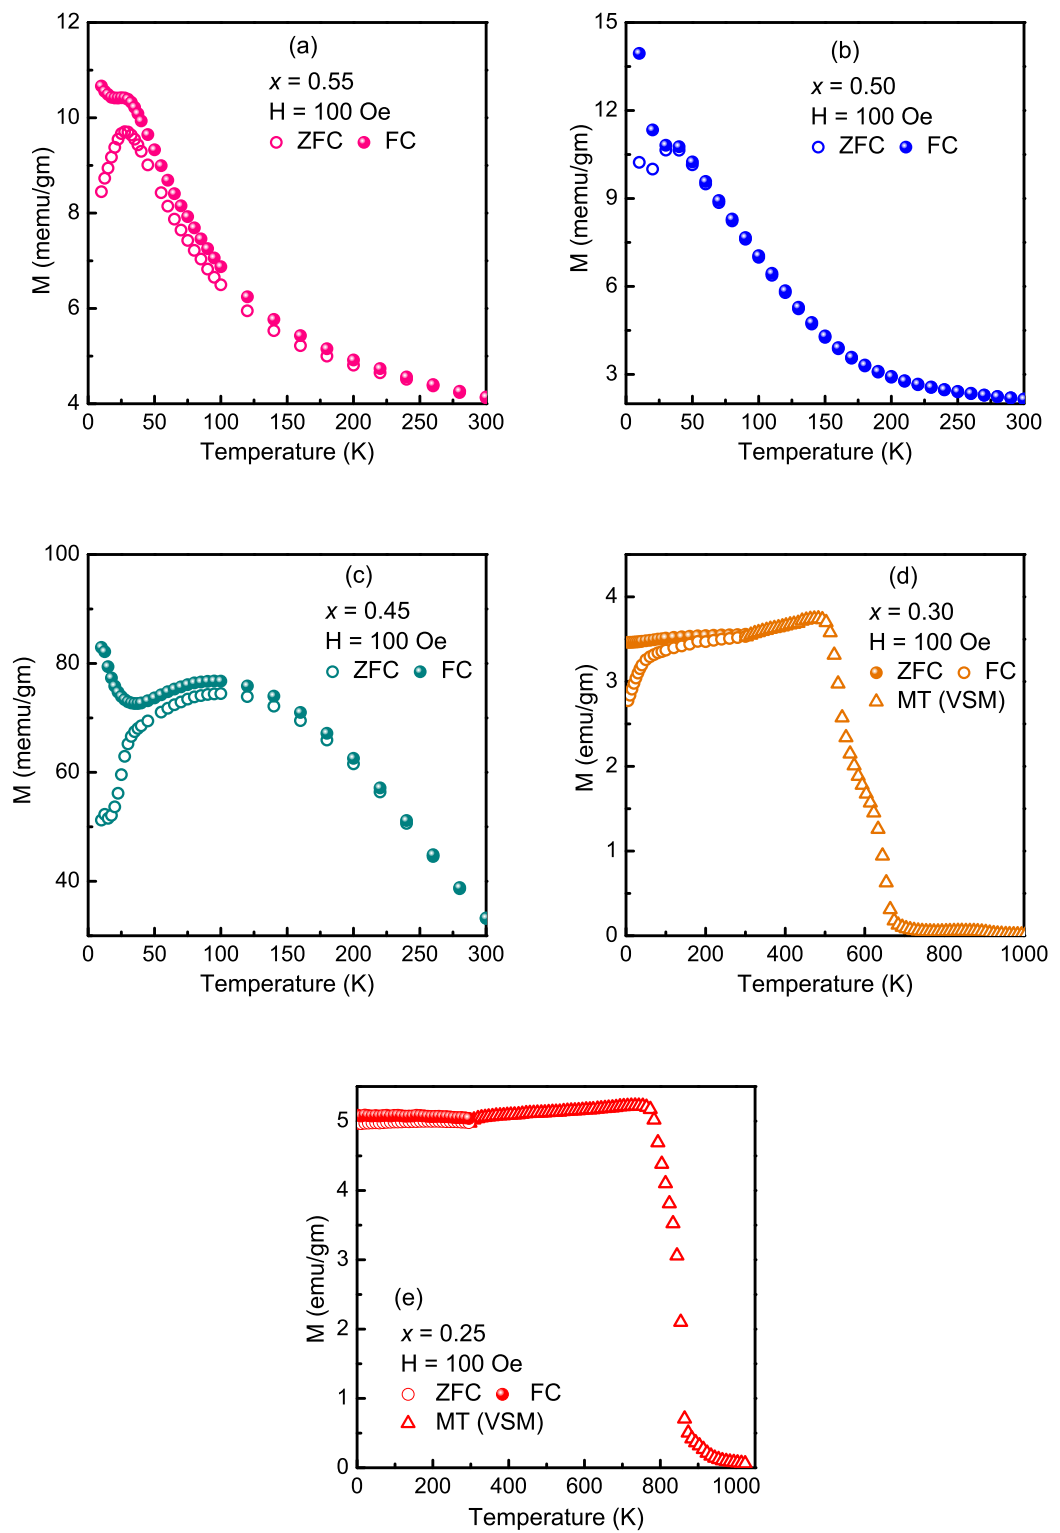 (a)
x = 0.55
H = 100 Oe
ZFC FC
12
10
8
6
4
M (memu/gm)
0 50 100 150 200 250 300
Temperature (K)
(b)
x = 0.50
H = 100 Oe
ZFC FC
15
12
9
6
3
M (memu/gm)
0 50 100 150 200 250 300
Temperature (K)
(c)
x = 0.45
H = 100 Oe
ZFC FC
100
80
60
40
M (memu/gm)
0 50 100 150 200 250 300
Temperature (K)
(d)
x = 0.30
H = 100 Oe
ZFC FC
MT (VSM)
4
3
2
1
0
M (emu/gm)
0 200 400 600 800 1000
Temperature (K)
(e)
x = 0.25
H = 100 Oe
ZFC FC
MT (VSM)
5
4
3
2
1
0
M (emu/gm)
0 200 400 600 800 1000
Temperature (K)